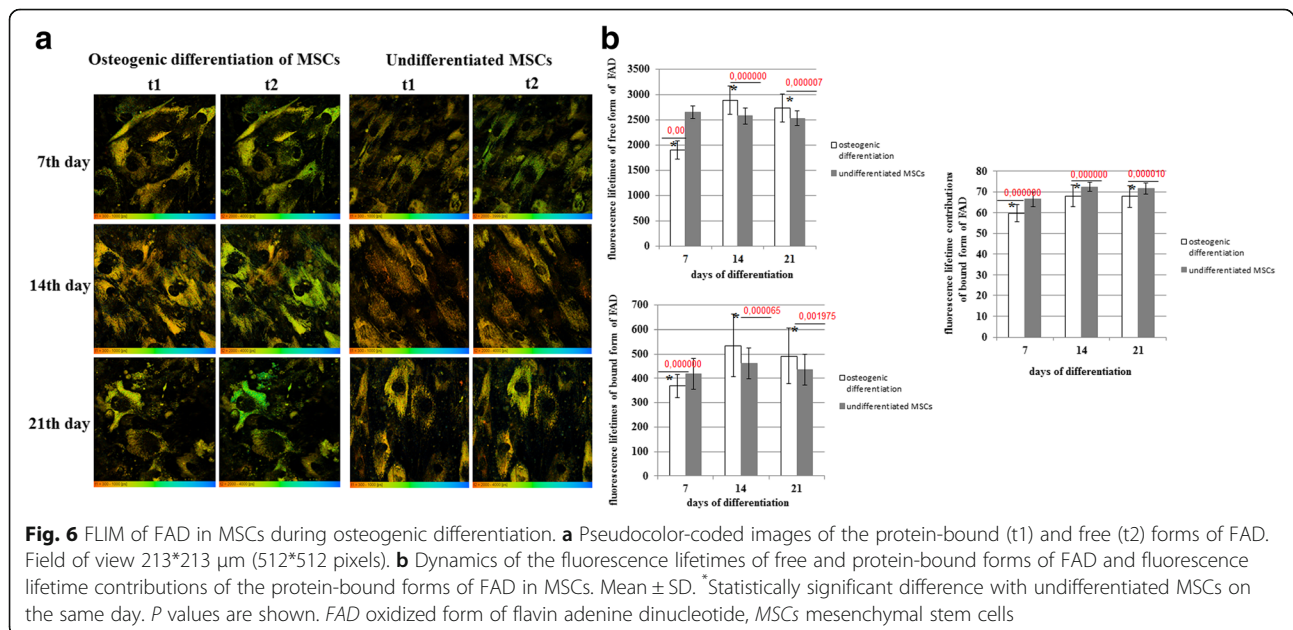 a
Osteogenic differentiation of MSCs
Undifferentiated MSCs
t1
t2
t1
t2
7th day
14th day
21th day
b
fluorescence lifetimes of free form of FAD
3500
3000
2500
2000
1500
1000
500
0
0,00
0,000000
0,000007
*
*
*
7
14
21
days of differentiation
osteogenic
differentiation
undifferentiated MSCs
fluorescence lifetimes of bound form of FAD
700
600
500
400
300
200
100
0
0,000000
0,000065
0,001975
*
*
*
7
14
21
days of differentiation
osteogenic
differentiation
undifferentiated MSCs
fluorescence lifetime contributions
of bound form of FAD
80
70
60
50
40
30
20
10
0
0,000000
0,000000
0,000010
*
*
*
7
14
21
days of differentiation
osteogenic
differentiation
undifferentiated MSCs
Fig. 6 FLIM of FAD in MSCs during osteogenic differentiation. a Pseudocolor-coded images of the protein-bound (t1) and free (t2) forms of FAD.
Field of view 213*213 μm (512*512 pixels). b Dynamics of the fluorescence lifetimes of free and protein-bound forms of FAD and fluorescence
lifetime contributions of the protein-bound forms of FAD in MSCs. Mean ± SD. *Statistically significant difference with undifferentiated MSCs on
the same day. P values are shown. FAD oxidized form of flavin adenine dinucleotide, MSCs mesenchymal stem cells